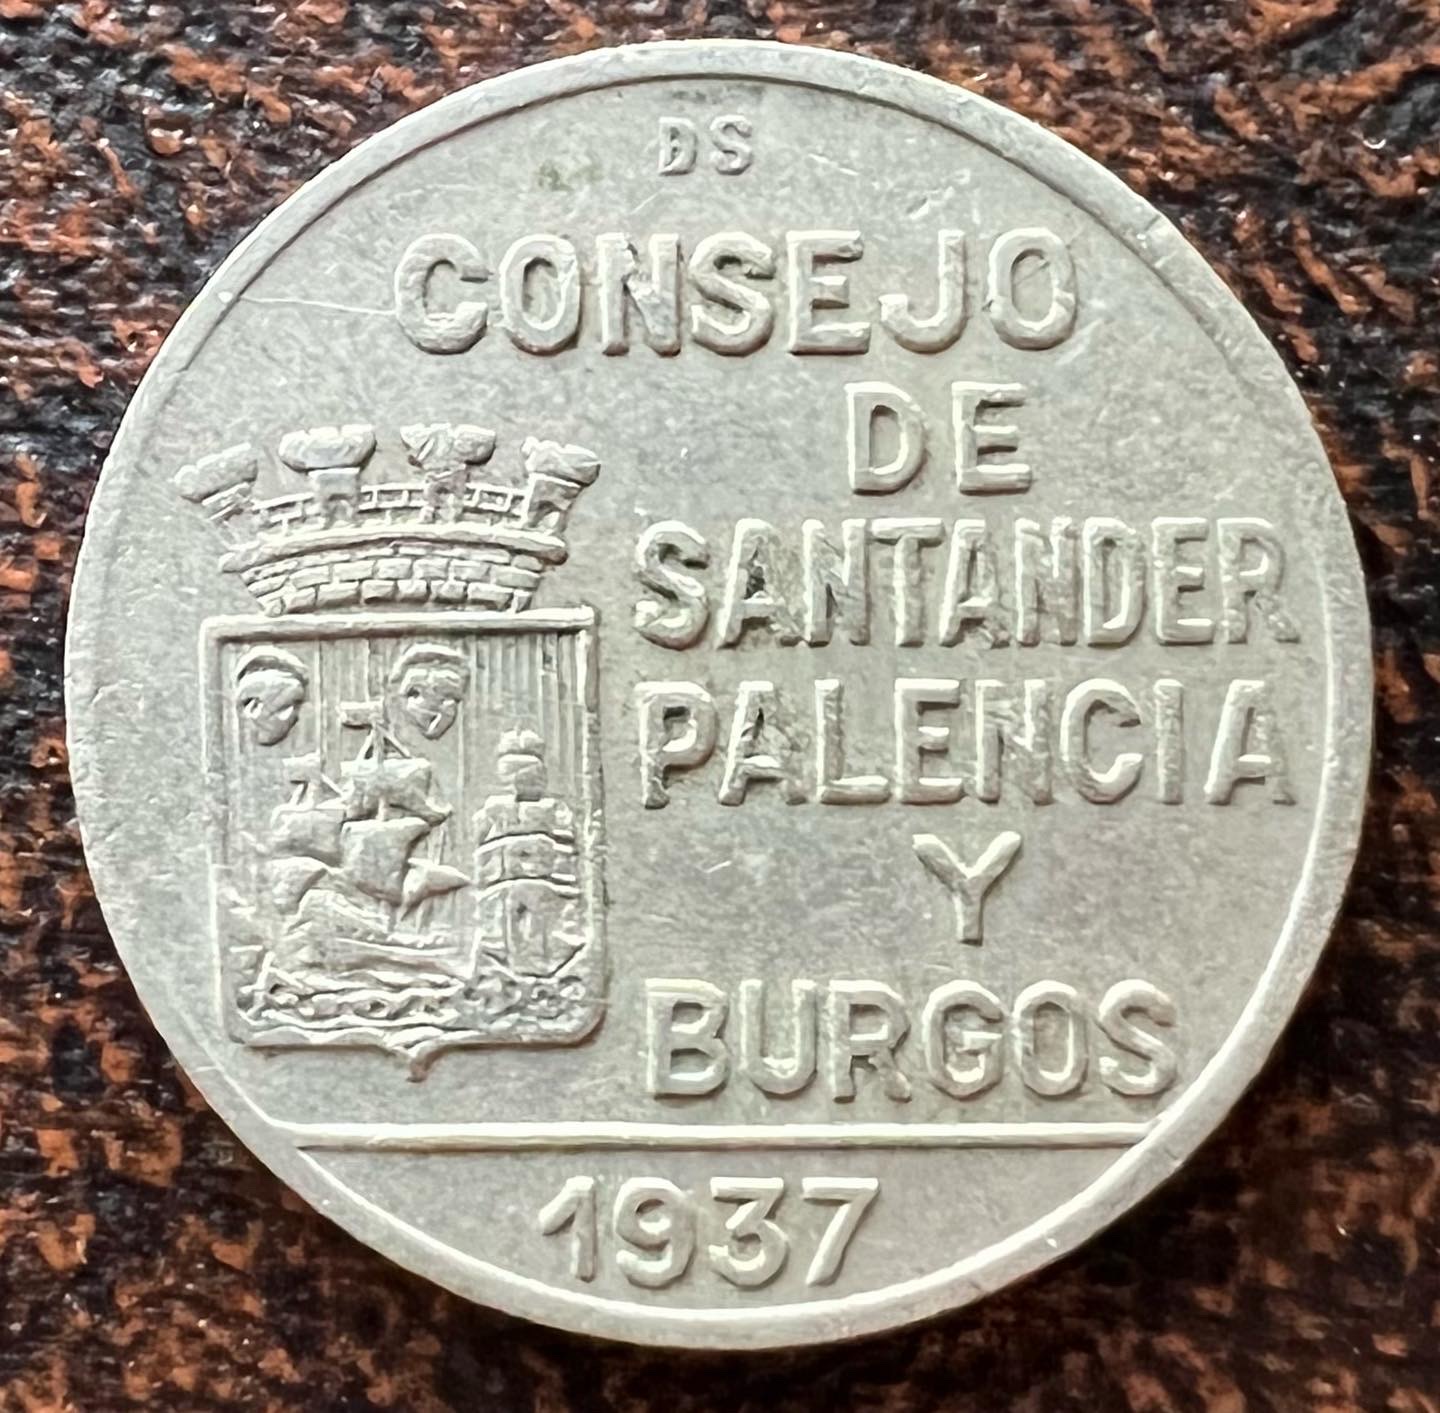 DS
CONSEJO
DE
SANTANDER
PALENCIA
Y
BURGOS
1937